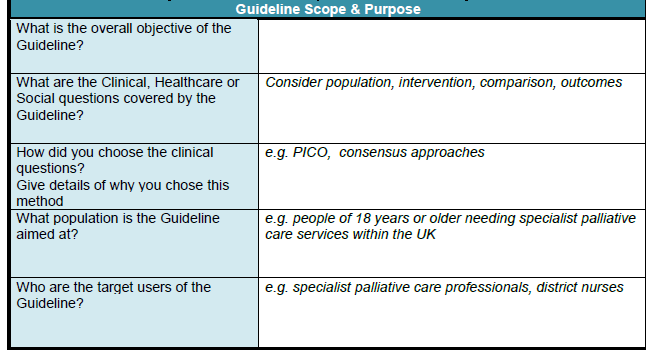 Guideline Scope & Purpose
What is the overall objective of the
Guideline?
What are the Clinical, Healthcare or
Social questions covered by the
Guideline?
Consider population, intervention, comparison, outcomes
How did you choose the clinical
questions?
Give details of why you chose this
method
e.g. PICO,  consensus approaches
What population is the Guideline
aimed at?
e.g. people of 18 years or older needing specialist palliative
care services within the UK
Who are the target users of the
Guideline?
e.g. specialist palliative care professionals, district nurses